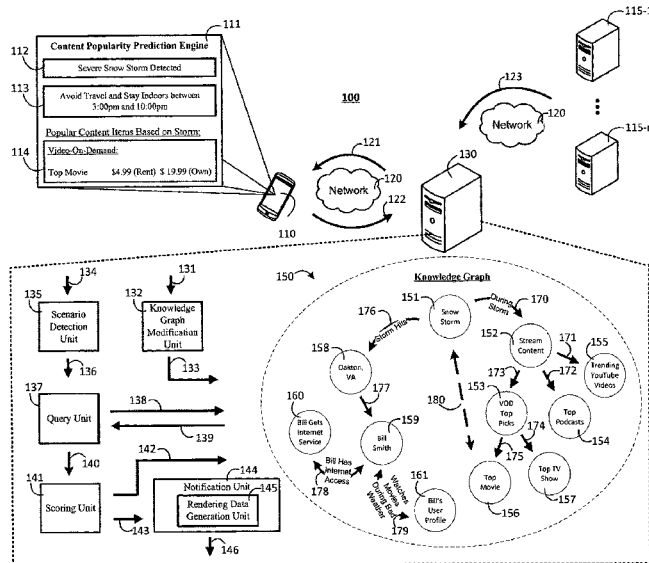 111
115-1
Content Popularity Prediction Engine
112
Severe Snow Storm Detected
113
Avoid Travel and Stay Indoors between
3:00pm and 10:00pm
Popular Content Items Based on Storm:
114
Video-On-Demand:
Top Movie $4.99 (Rent) $ 19.99 (Own)
100
123
120
Network
121
130
Network
120
122
110
134
131
135
Scenario
Detection
Unit
132
Knowledge
Graph
Modification
Unit
133
136
137
Query Unit
138
139
140
142
141
Scoring Unit
143
144
Notification Unit
145
Rendering Data
Generation Unit
146
150
Knowledge Graph
151
Snow
Storm
During
Storm
170
176
Storm Hits
152
Stream
Content
171
155
Trending
YouTube
Videos
158
Oakton,
VA
173
172
177
153
VOD
Top
Picks
180
174
Top
Podcasts
154
160
Bill Gets
Internet
Service
159
Bill
Smith
175
Bill Has
Internet
Access
178
161
Watches
Movies
During Bad
Weather
179
Bill's
User
Profile
Top
Movie
156
Top TV
Show
157